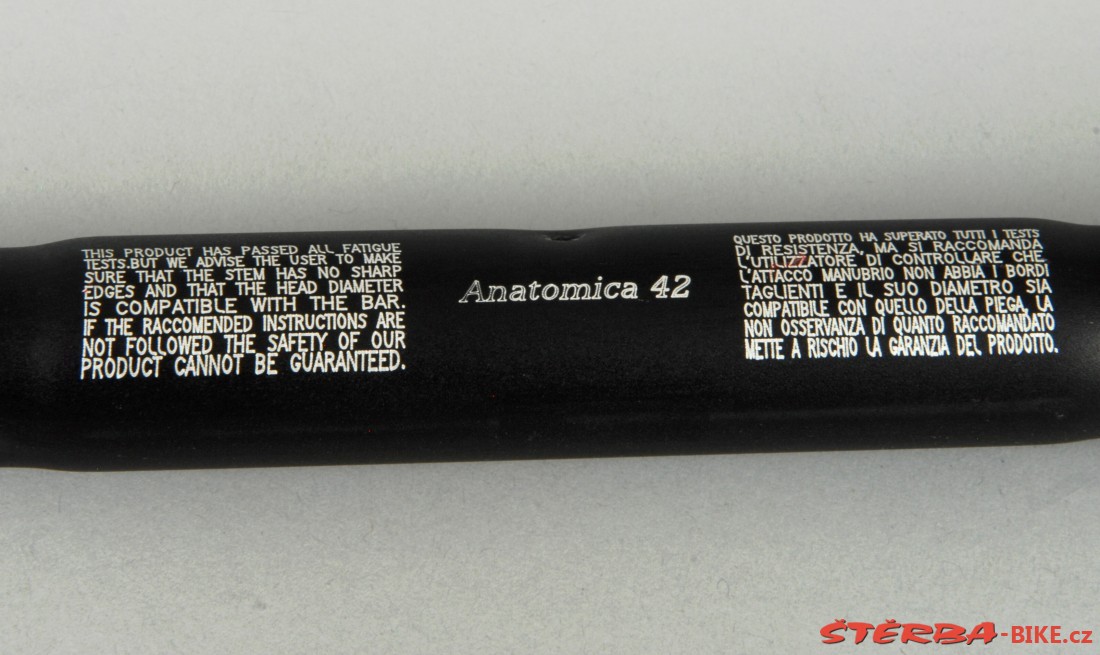 THIS PRODUCT HAS PASSED ALL FATIGUE
TESTS.BUT WE ADVISE THE USER TO MAKE
SURE THAT THE STEM HAS NO SHARP
EDGES AND THAT THE HEAD DIAMETER
IS COMPATIBLE WITH THE BAR.
IF THE RACCOMENDED INSTRUCTIONS ARE
NOT FOLLOWED THE SAFETY OF OUR
PRODUCT CANNOT BE GUARANTEED.
Anatomica 42
QUESTO PRODOTTO HA SUPERATO TUTTI I TESTS
DI RESISTENZA, MA SI RACCOMANDA
L'UTILIZZATORE DI CONTROLLARE CHE
L'ATTACCO MANUBRIO NON ABBIA I BORDI
TAGLIENTI E IL SUO DIAMETRO SIA
COMPATIBILE CON QUELLO DELLA PIEGA, LA
NON OSSERVANZA DI QUANTO RACCOMANDATO
METTE A RISCHIO LA GARANZIA DEL PRODOTTO.
ŠTĚRBA-BIKE.cz